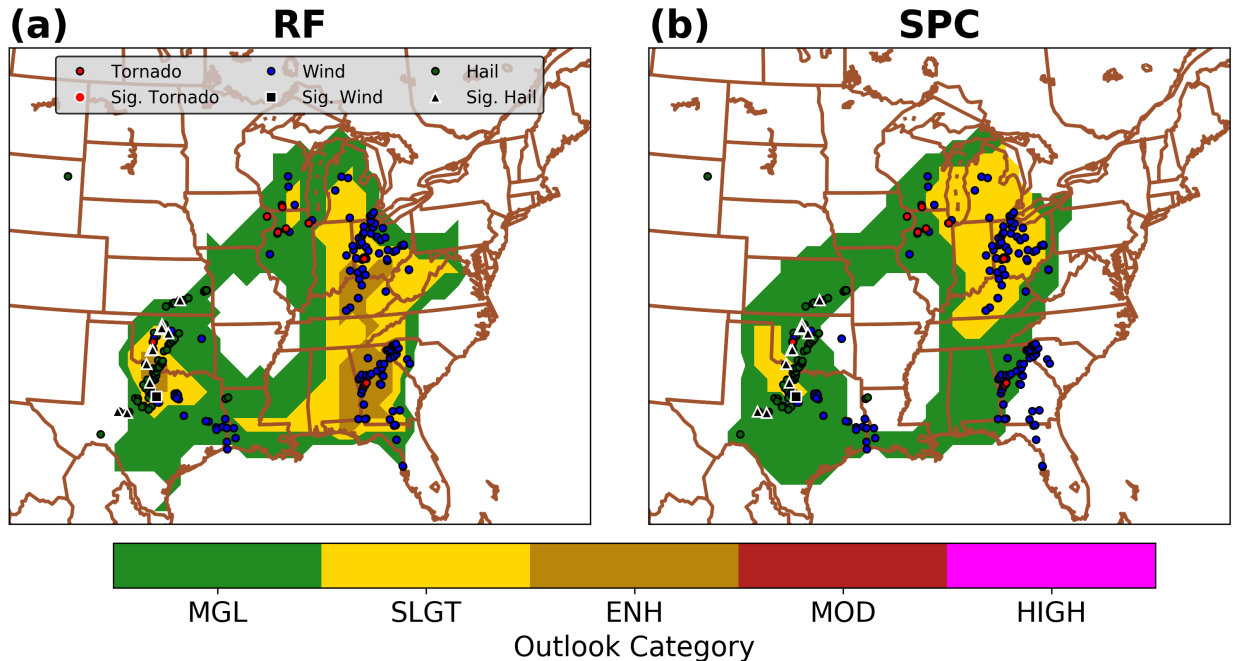 (a) RF (b) SPC
Tornado Wind Hail
Sig. Tornado Sig. Wind Sig. Hail
MGL SLGT ENH MOD HIGH
Outlook Category